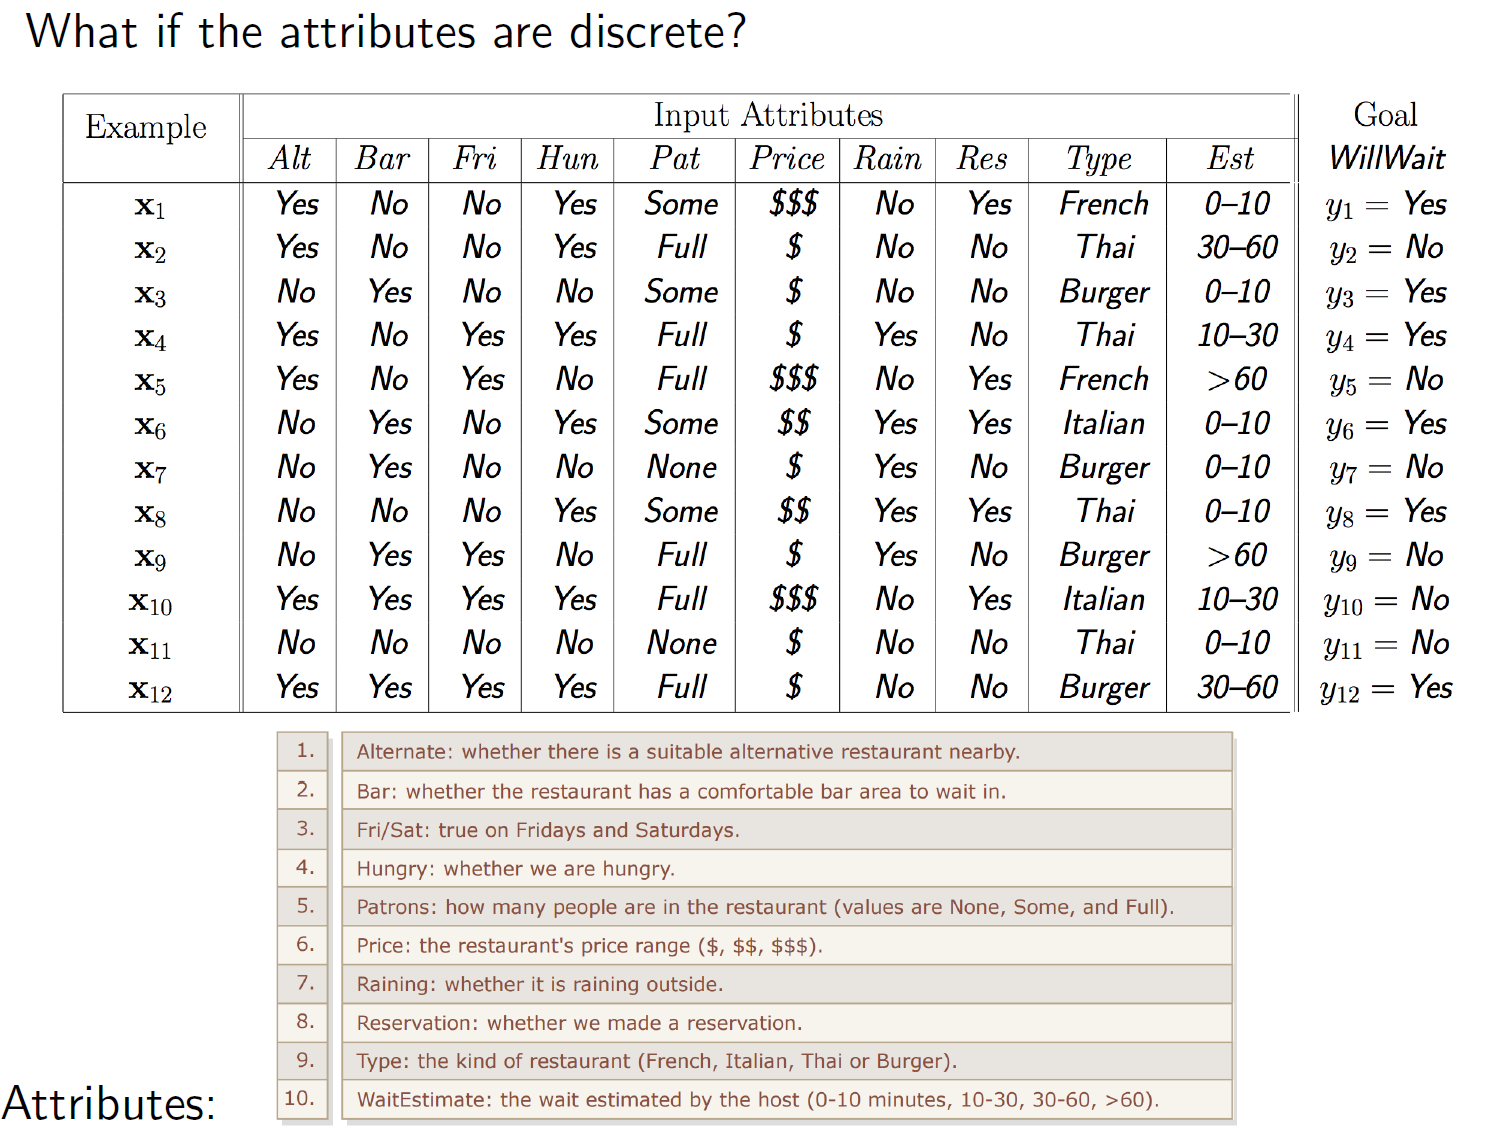 What if the attributes are discrete?
Example Input Attributes Goal
Alt Bar Fri Hun Pat Price Rain Res Type Est WillWait
x1 Yes No No Yes Some $$$ No Yes French 0–10 y1 = Yes
x2 Yes No No Yes Full $ No No Thai 30–60 y2 = No
x3 No Yes No No Some $ No No Burger 0–10 y3 = Yes
x4 Yes No Yes Yes Full $ Yes No Thai 10–30 y4 = Yes
x5 Yes No Yes No Full $$$ No Yes French >60 y5 = No
x6 No Yes No Yes Some $$ Yes Yes Italian 0–10 y6 = Yes
x7 No Yes No No None $ Yes No Burger 0–10 y7 = No
x8 No No No Yes Some $$ Yes Yes Thai 0–10 y8 = Yes
x9 No Yes Yes No Full $ Yes No Burger >60 y9 = No
x10 Yes Yes Yes Yes Full $$$ No Yes Italian 10–30 y10 = No
x11 No No No No None $ No No Thai 0–10 y11 = No
x12 Yes Yes Yes Yes Full $ No No Burger 30–60 y12 = Yes
1. Alternate: whether there is a suitable alternative restaurant nearby.
2. Bar: whether the restaurant has a comfortable bar area to wait in.
3. Fri/Sat: true on Fridays and Saturdays.
4. Hungry: whether we are hungry.
5. Patrons: how many people are in the restaurant (values are None, Some, and Full).
6. Price: the restaurant's price range ($, $$, $$$).
7. Raining: whether it is raining outside.
8. Reservation: whether we made a reservation.
9. Type: the kind of restaurant (French, Italian, Thai or Burger).
10. WaitEstimate: the wait estimated by the host (0-10 minutes, 10-30, 30-60, >60).
Attributes: